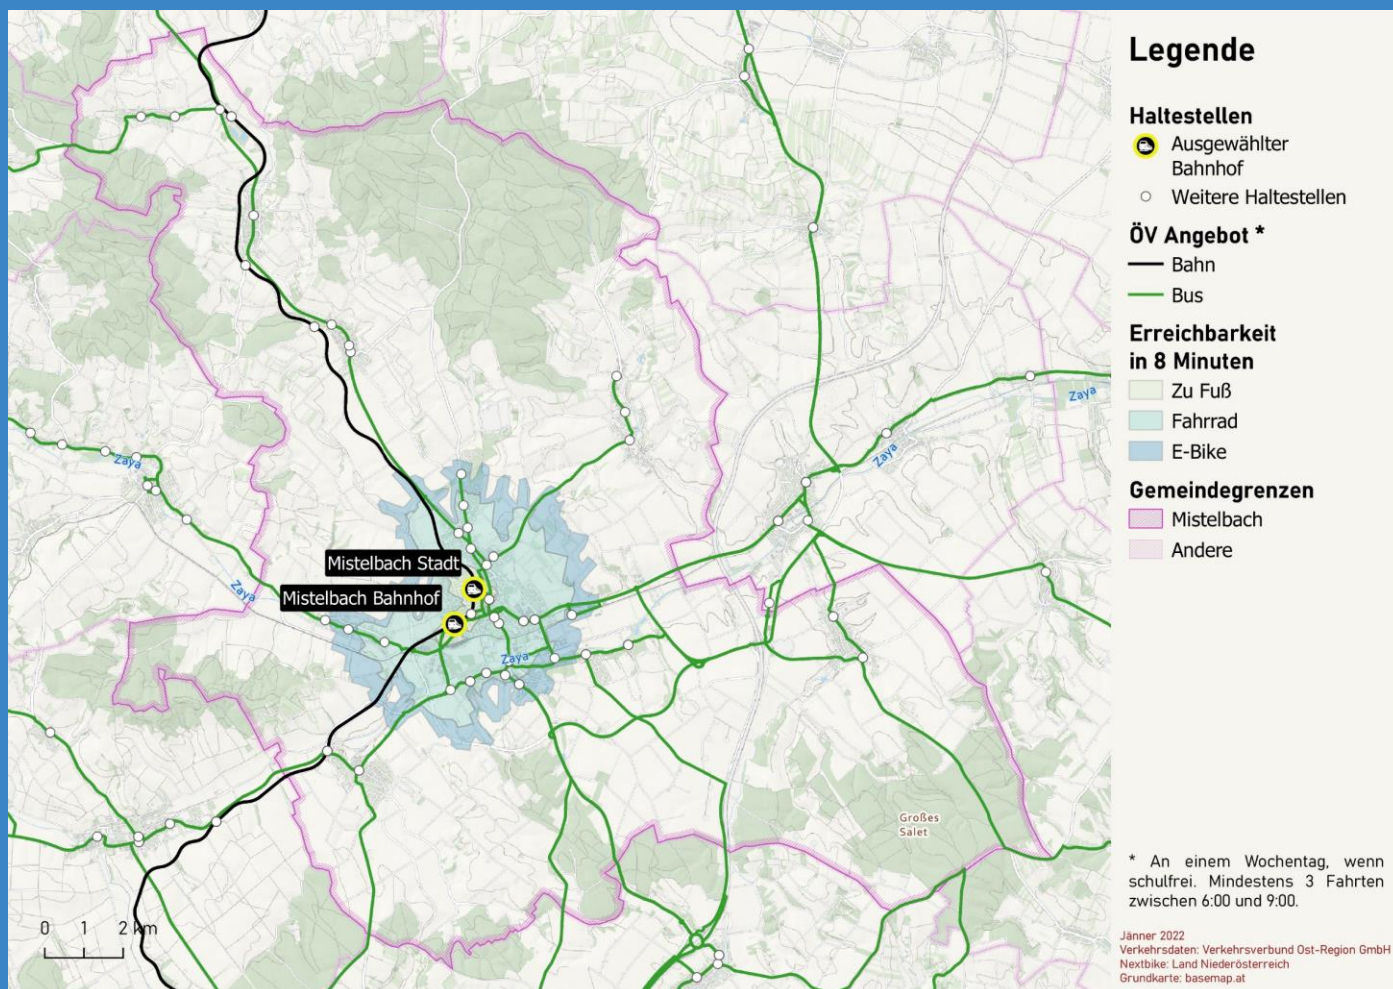 Legende
Haltestellen
Ausgewählter
Bahnhof
Weitere Haltestellen
ÖV Angebot *
Bahn
Bus
Erreichbarkeit
in 8 Minuten
Zu Fuß
Fahrrad
E-Bike
Gemeindegrenzen
Mistelbach
Andere
* An einem Wochentag, wenn
schulfrei. Mindestens 3 Fahrten
zwischen 6:00 und 9:00.
Jänner 2022
Verkehrsdaten: Verkehrsverbund Ost-Region GmbH
Nextbike: Land Niederösterreich
Grundkarte: basemap.at
Zaya
Zaya
Zaya
Zaya
Mistelbach Stadt
Mistelbach Bahnhof
Zaya
Großes
Salet
0 1 2 km